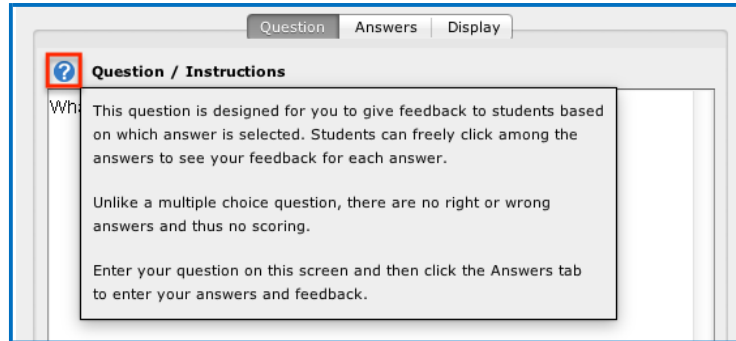 Question Answers Display
? Question / Instructions
Wh
This question is designed for you to give feedback to students based
on which answer is selected. Students can freely click among the
answers to see your feedback for each answer.
Unlike a multiple choice question, there are no right or wrong
answers and thus no scoring.
Enter your question on this screen and then click the Answers tab
to enter your answers and feedback.